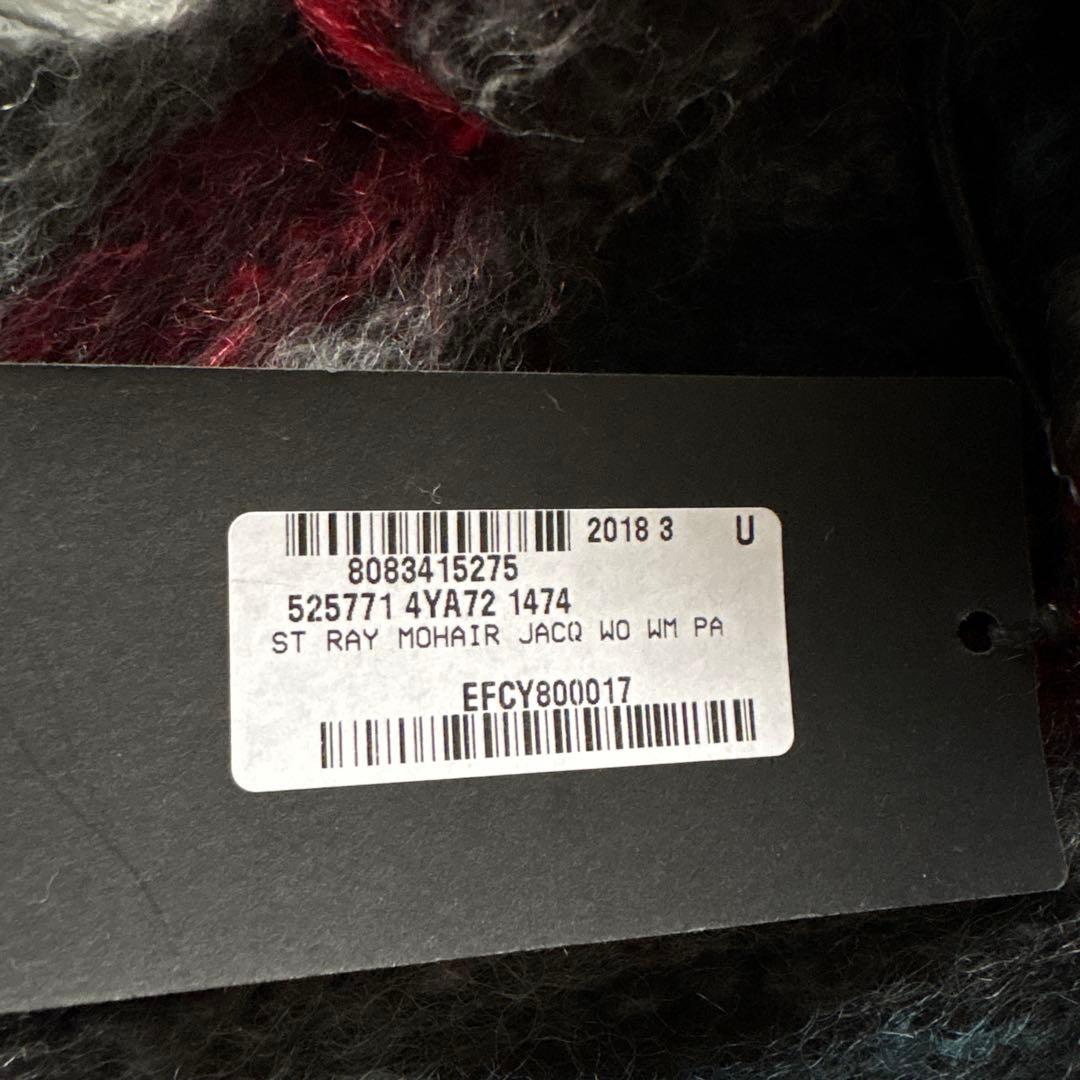 2018 3 U
8083415275
525771 4YA72 1474
ST RAY MOHAIR JACQ WO WM PA
EFCY800017